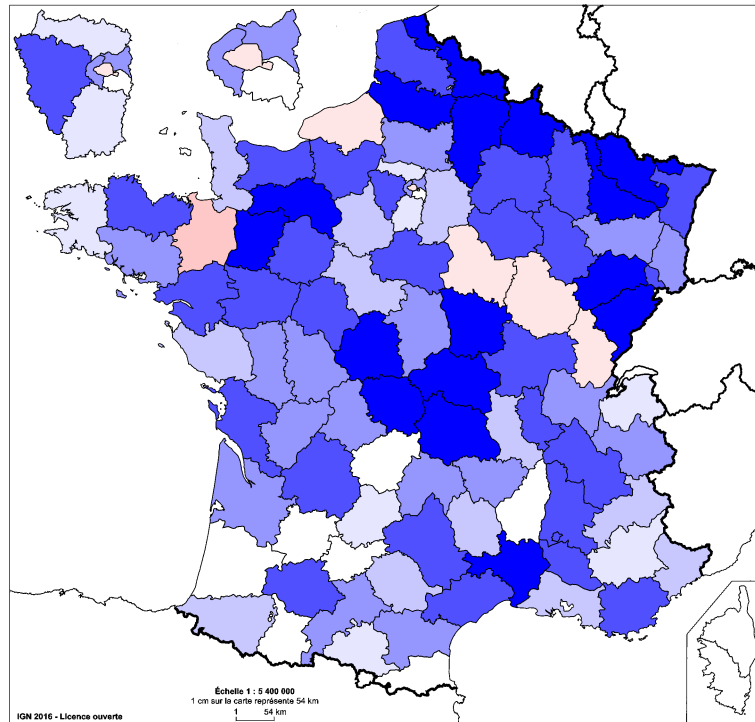 Échelle 1 : 5 400 000
1 cm sur la carte représente 54 km
1 54 km
IGN 2016 - Licence ouverte